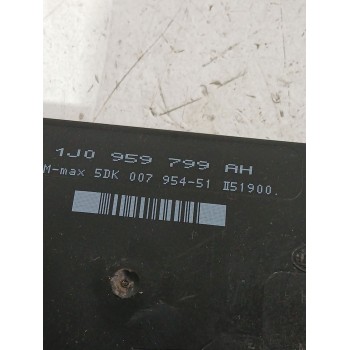 1J0 959 799 AH
M-max 5DK 007 954-51 II51900.